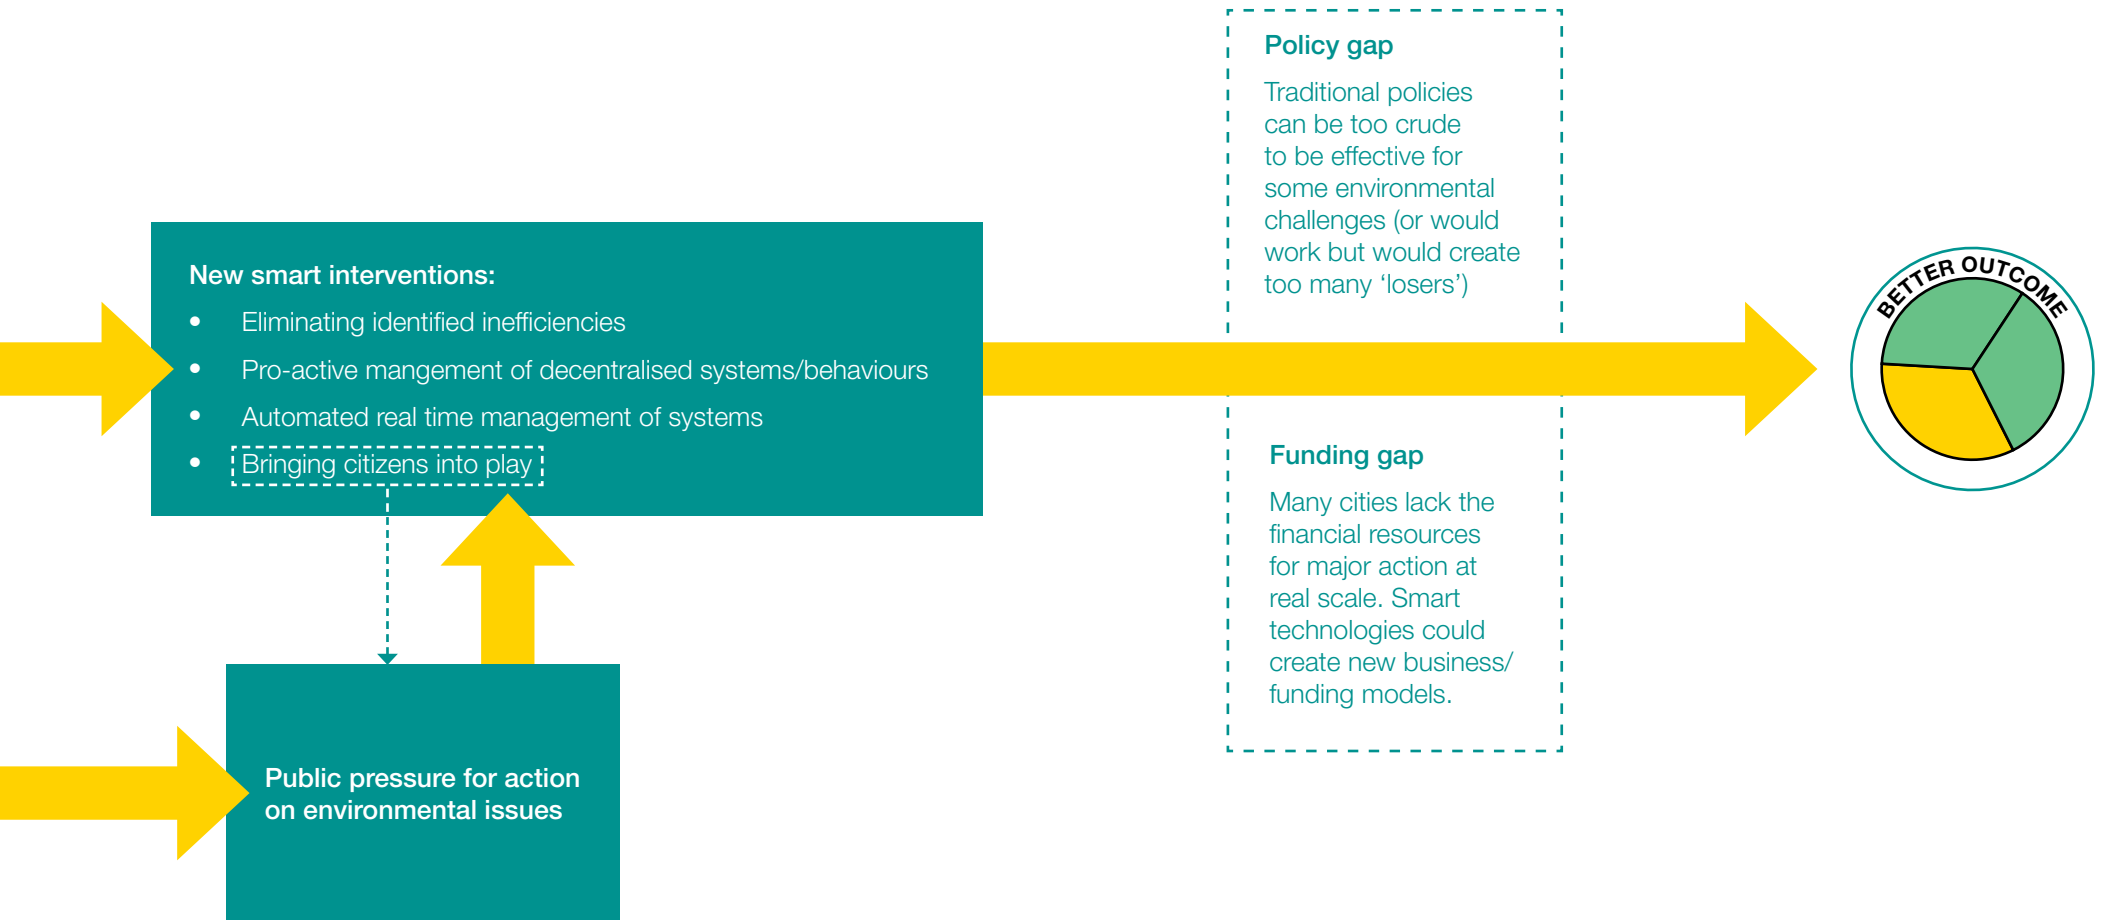 New smart interventions:
• Eliminating identified inefficiencies
• Pro-active mangement of decentralised systems/behaviours
• Automated real time management of systems
• Bringing citizens into play
Public pressure for action
on environmental issues
Policy gap
Traditional policies
can be too crude
to be effective for
some environmental
challenges (or would
work but would create
too many ‘losers’)
Funding gap
Many cities lack the
financial resources
for major action at
real scale. Smart
technologies could
create new business/
funding models.
BETTER OUTCOME